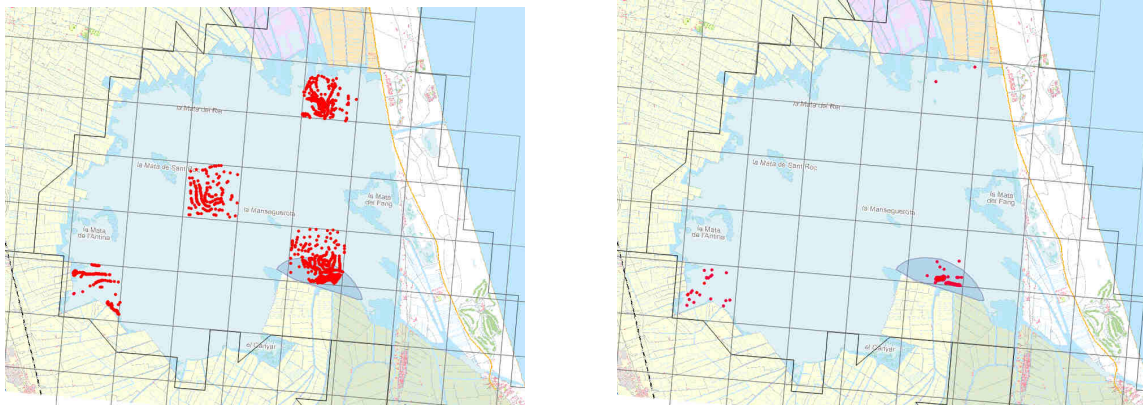 la Mata del Rei
la Mata de Sant Roc
la Mata
del Fang
la Manseguerota
la Mata
de l'Antina
el Canyar
la Mata del Rei
la Mata de Sant Roc
la Mata
del Fang
la Manseguerota
la Mata
de l'Antina
el Canyar